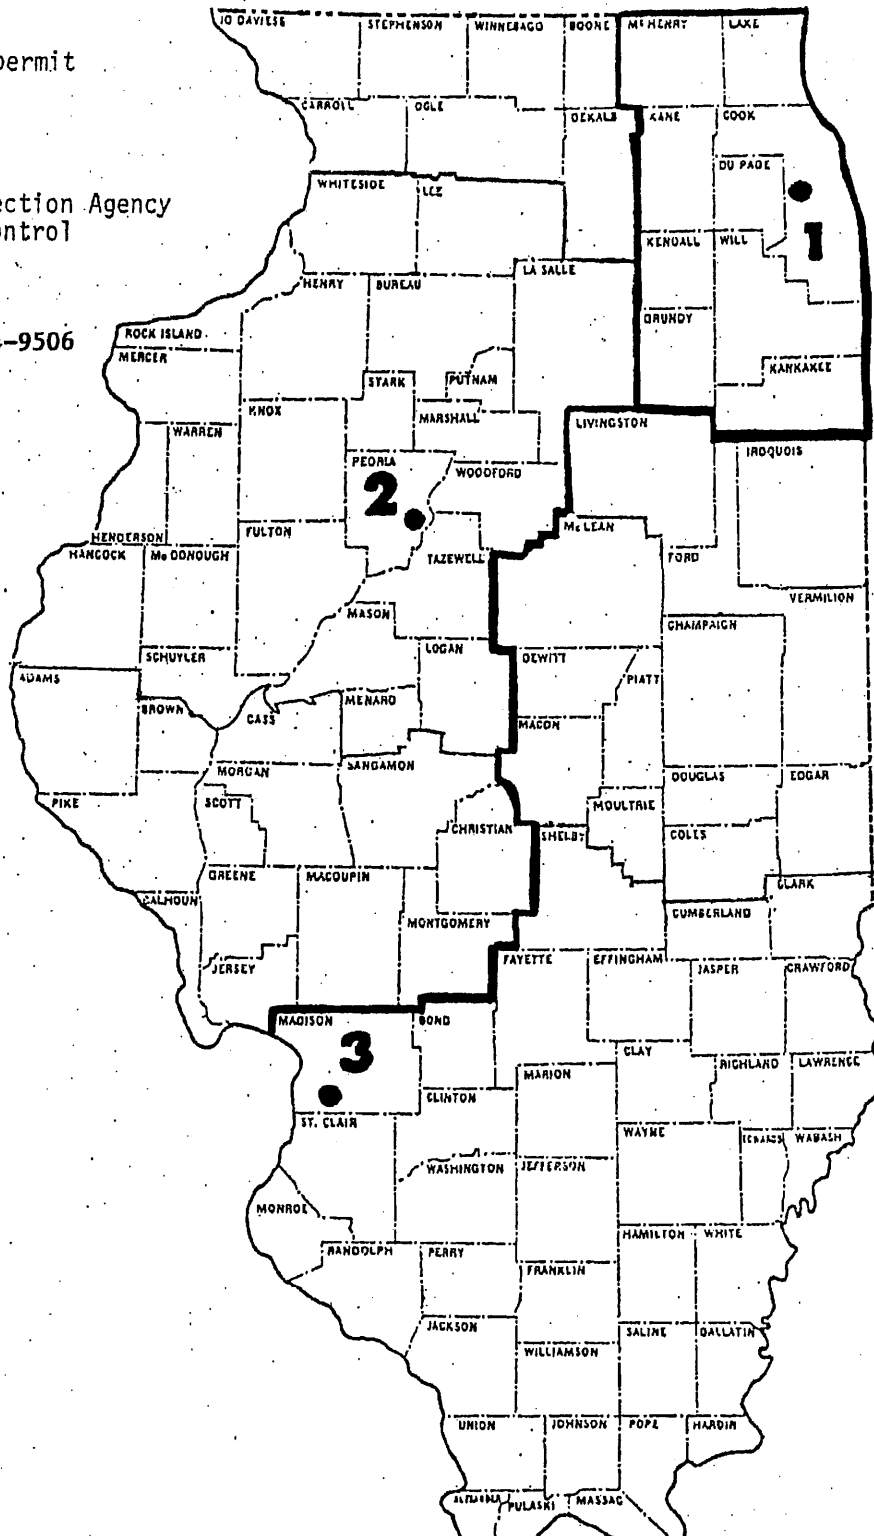 permit
ection Agency
ontrol
-9506
JO DAVIESS
STEPHENSON
WINNEBAGO
BOONE
McHENRY
LAKE
CARROLL
OGLE
DEKALB
KANE
COOK
DU PAGE
WHITESIDE
LEE
1
KENDALL
WILL
LA SALLE
HENRY
BUREAU
GRUNDY
ROCK ISLAND
MERCER
KANKAKEE
STARK
PUTNAM
KNOX
MARSHALL
LIVINGSTON
WARREN
IROQUOIS
PEORIA
WOODFORD
2
McLEAN
FULTON
HENDERSON
HANCOCK
McDONOUGH
TAZEWELL
FORD
VERMILION
MASON
CHAMPAIGN
LOGAN
SCHUYLER
DEWITT
ADAMS
PIATT
MENARD
BROWN
CASS
MACON
SANGAMON
MORGAN
DOUGLAS
EDGAR
PIKE
SCOTT
MOULTRIE
CHRISTIAN
SHELBY
COLES
GREENE
MACOUPIN
CLARK
CALHOUN
CUMBERLAND
MONTGOMERY
FAYETTE
EFFINGHAM
JERSEY
JASPER
CRAWFORD
MADISON
BOND
3
CLAY
RICHLAND
LAWRENCE
MARION
CLINTON
ST. CLAIR
WAYNE
EDWARDS
WABASH
WASHINGTON
JEFFERSON
MONROE
HAMILTON
WHITE
RANDOLPH
PERRY
FRANKLIN
JACKSON
SALINE
GALLATIN
WILLIAMSON
UNION
JOHNSON
POPE
HARDIN
PULASKI
MASSAC